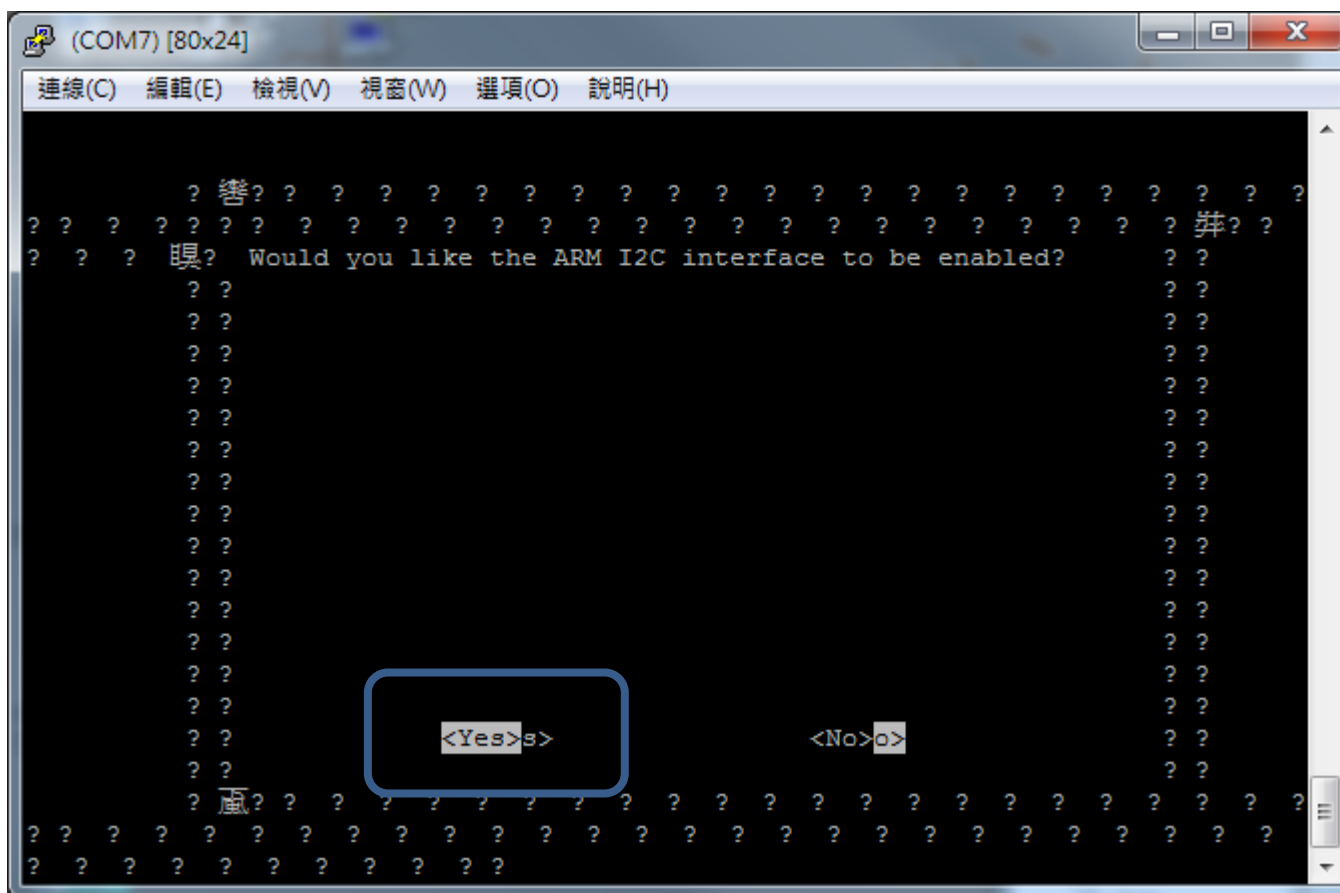 (COM7) [80x24]
連線(C) 編輯(E) 檢視(V) 視窗(W) 選項(O) 說明(H)
? ? ? ? ? ? ? ? ? ? ? ? ? ? ? ? ? ? ? ? ? ? ? ? ?
? ? ? ? ? ? ? ? ? ? ? ? ? ? ? ? ? ? ? ? ? ? ? ? ? ? ? ? ?
? ? ? ? Would you like the ARM I2C interface to be enabled? ? ?
? ? ? ?
? ? ? ?
? ? ? ?
? ? ? ?
? ? ? ?
? ? ? ?
? ? ? ?
? ? ? ?
? ? ? ?
? ? ? ?
? ? ? ?
? ? ? ?
? ? ? ?
? ? ? ?
? ? <Yes>s> <No>o> ? ?
? ? ? ?
? ? ? ? ? ? ? ? ? ? ? ? ? ? ? ? ? ? ? ? ? ? ? ? ?
? ? ? ? ? ? ? ? ? ? ? ? ? ? ? ? ? ? ? ? ? ? ? ? ? ? ?
? ? ? ? ? ? ? ? ? ? ?